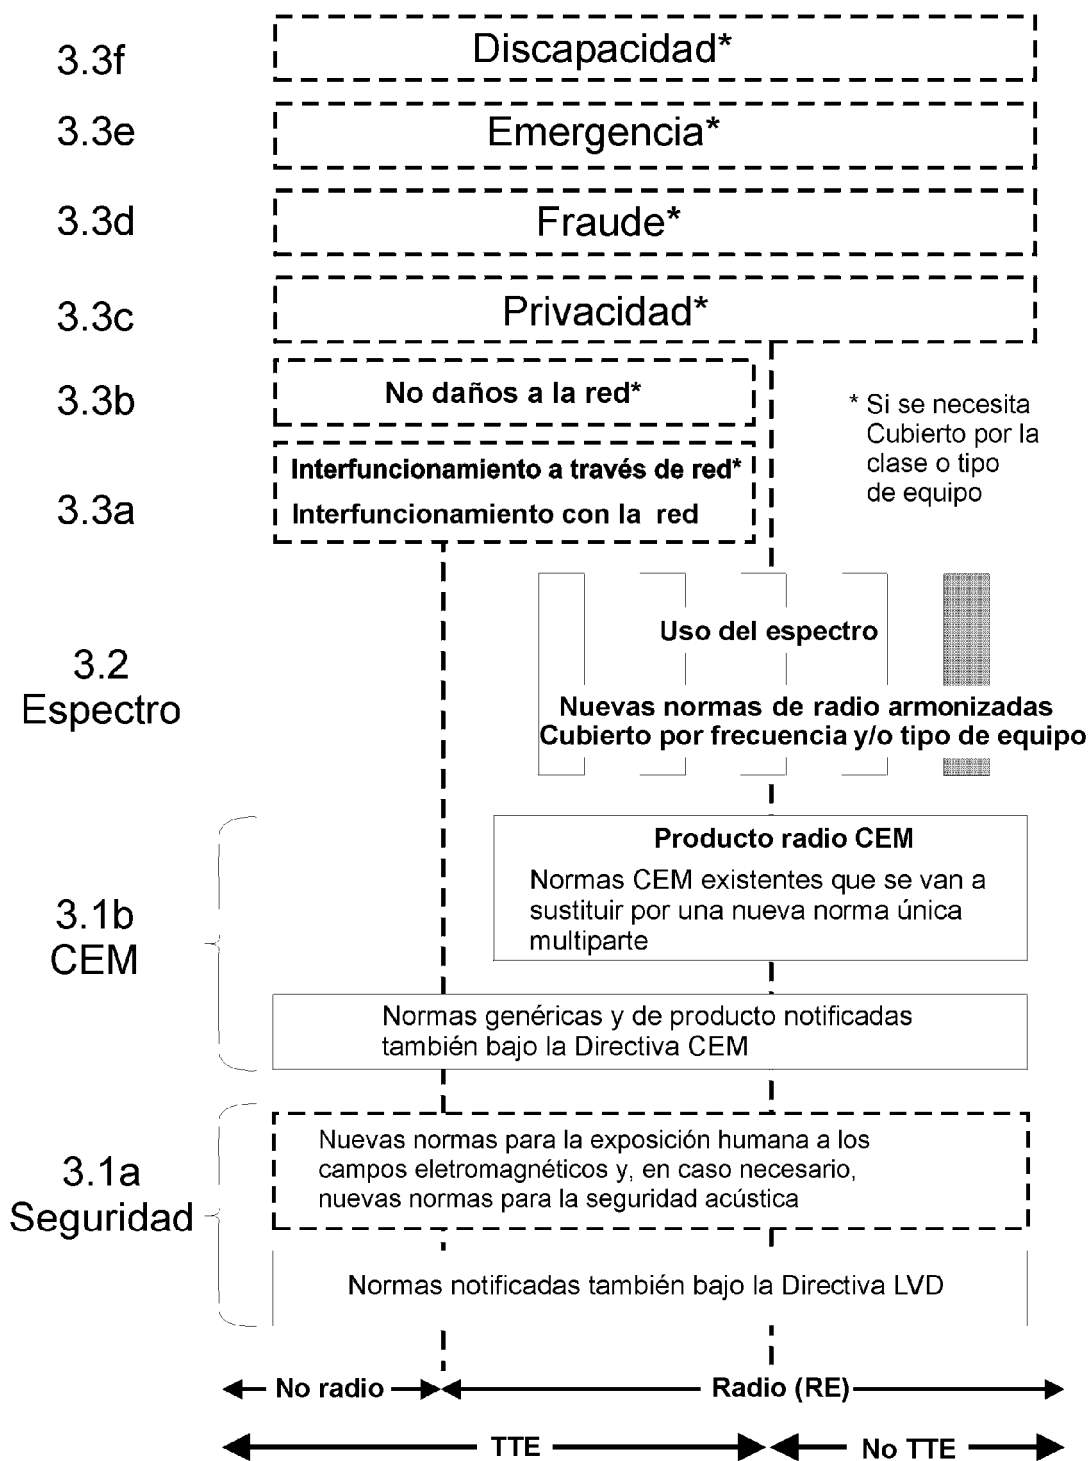 3.3f
Discapacidad*
3.3e
Emergencia*
3.3d
Fraude*
3.3c
Privacidad*
3.3b
No daños a la red*
3.3a
Interfuncionamiento a través de red*
Interfuncionamiento con la red
* Si se necesita
Cubierto por la
clase o tipo
de equipo
3.2
Espectro
Uso del espectro
Nuevas normas de radio armonizadas
Cubierto por frecuencia y/o tipo de equipo
3.1b
CEM
Producto radio CEM
Normas CEM existentes que se van a
sustituir por una nueva norma única
multiparte
Normas genéricas y de producto notificadas
también bajo la Directiva CEM
3.1a
Seguridad
Nuevas normas para la exposición humana a los
campos eletromagnéticos y, en caso necesario,
nuevas normas para la seguridad acústica
Normas notificadas también bajo la Directiva LVD
No radio
Radio (RE)
TTE
No TTE